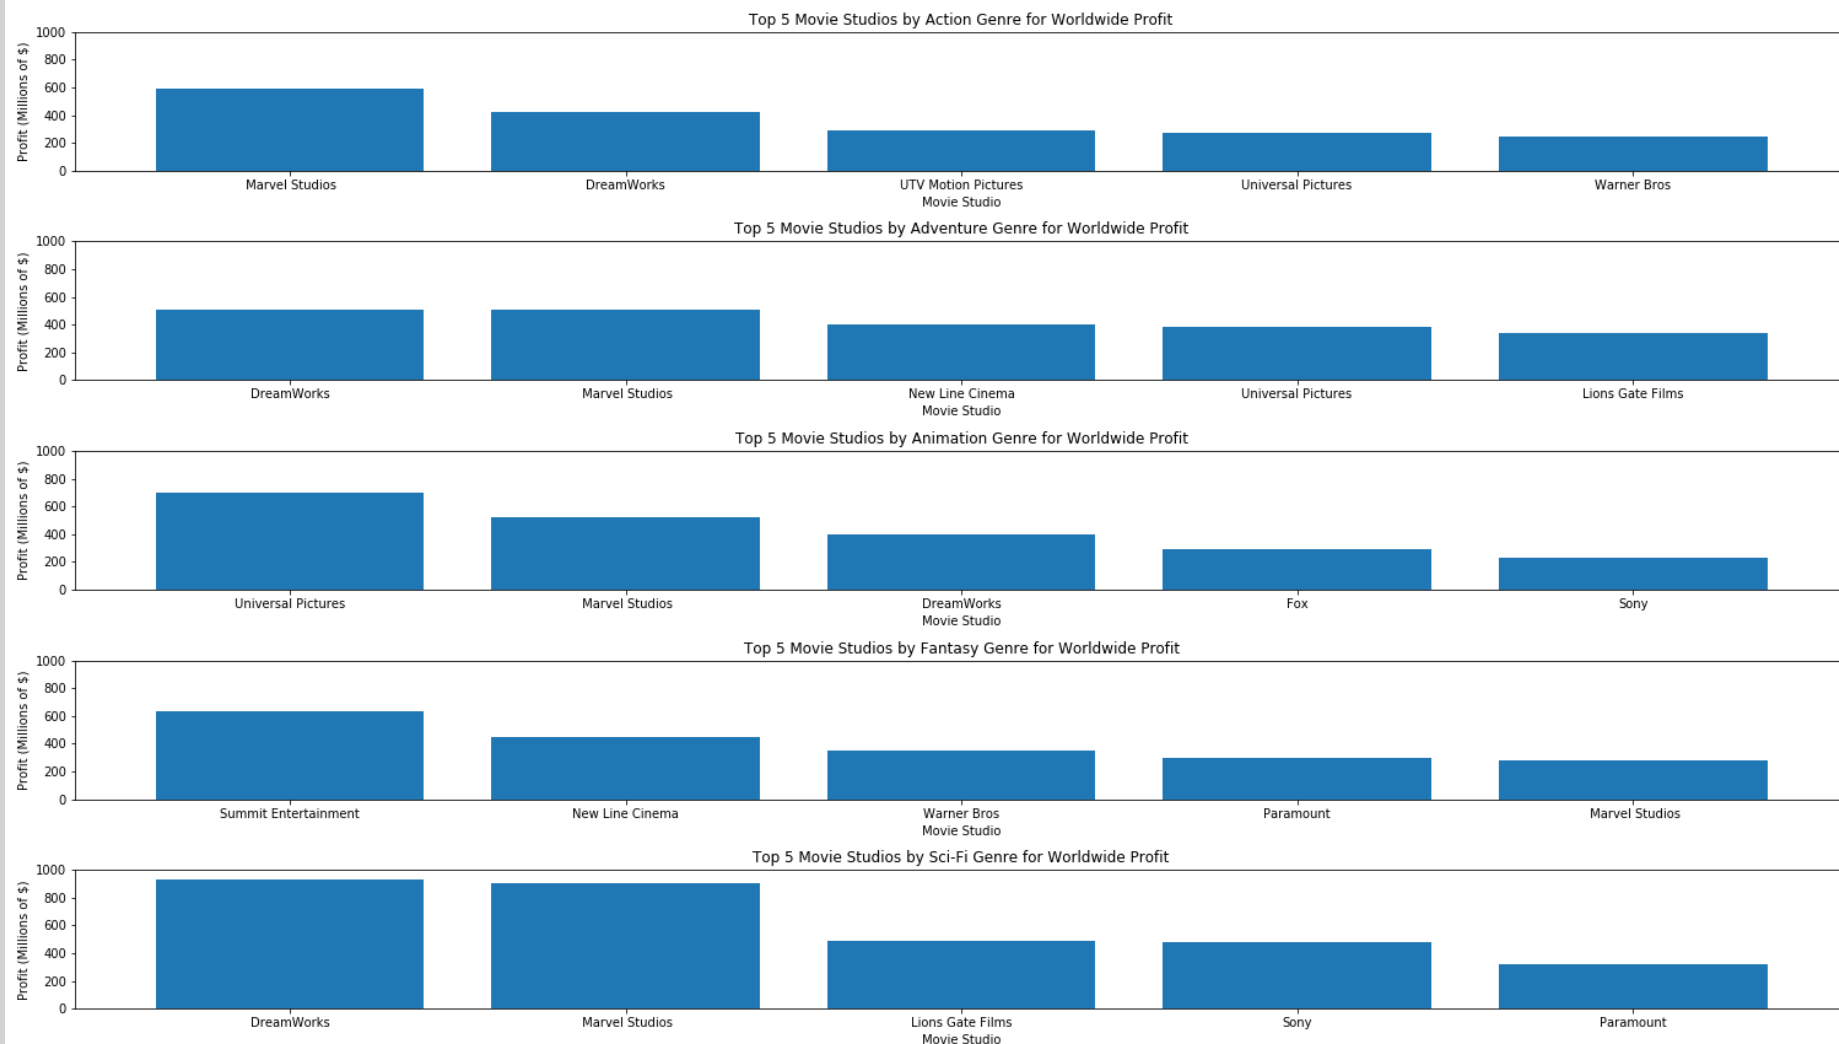 Top 5 Movie Studios by Action Genre for Worldwide Profit
Profit (Millions of $)
1000
800
600
400
200
0
Marvel Studios DreamWorks UTV Motion Pictures Universal Pictures Warner Bros
Movie Studio
Top 5 Movie Studios by Adventure Genre for Worldwide Profit
Profit (Millions of $)
1000
800
600
400
200
0
DreamWorks Marvel Studios New Line Cinema Universal Pictures Lions Gate Films
Movie Studio
Top 5 Movie Studios by Animation Genre for Worldwide Profit
Profit (Millions of $)
1000
800
600
400
200
0
Universal Pictures Marvel Studios DreamWorks Fox Sony
Movie Studio
Top 5 Movie Studios by Fantasy Genre for Worldwide Profit
Profit (Millions of $)
1000
800
600
400
200
0
Summit Entertainment New Line Cinema Warner Bros Paramount Marvel Studios
Movie Studio
Top 5 Movie Studios by Sci-Fi Genre for Worldwide Profit
Profit (Millions of $)
1000
800
600
400
200
0
DreamWorks Marvel Studios Lions Gate Films Sony Paramount
Movie Studio